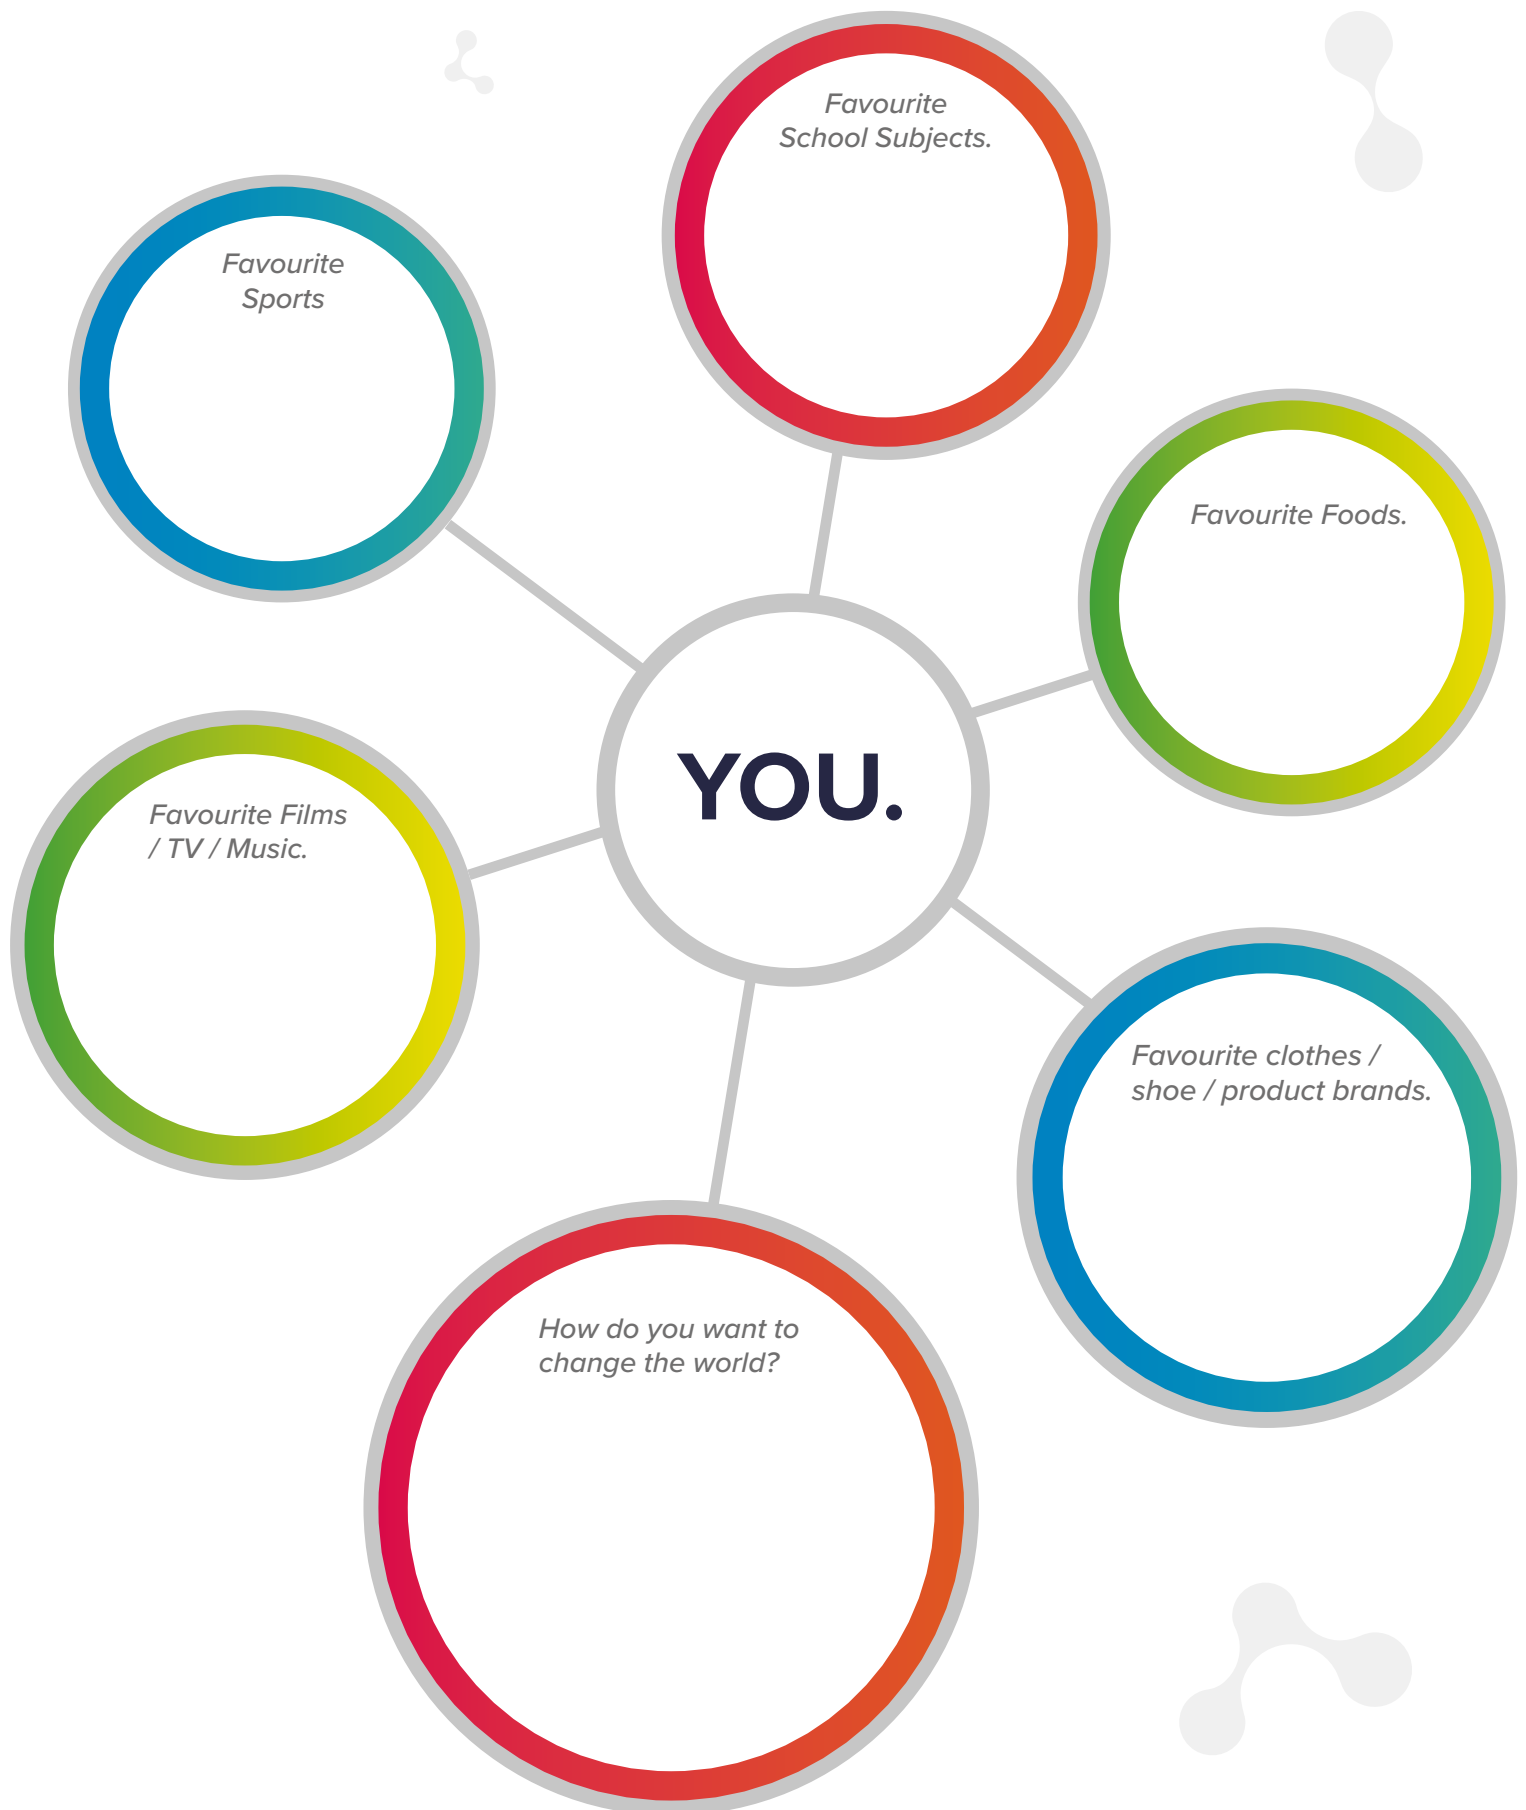 Favourite
School Subjects.
Favourite
Sports
Favourite Foods.
YOU.
Favourite Films
/ TV / Music.
Favourite clothes /
shoe / product brands.
How do you want to
change the world?